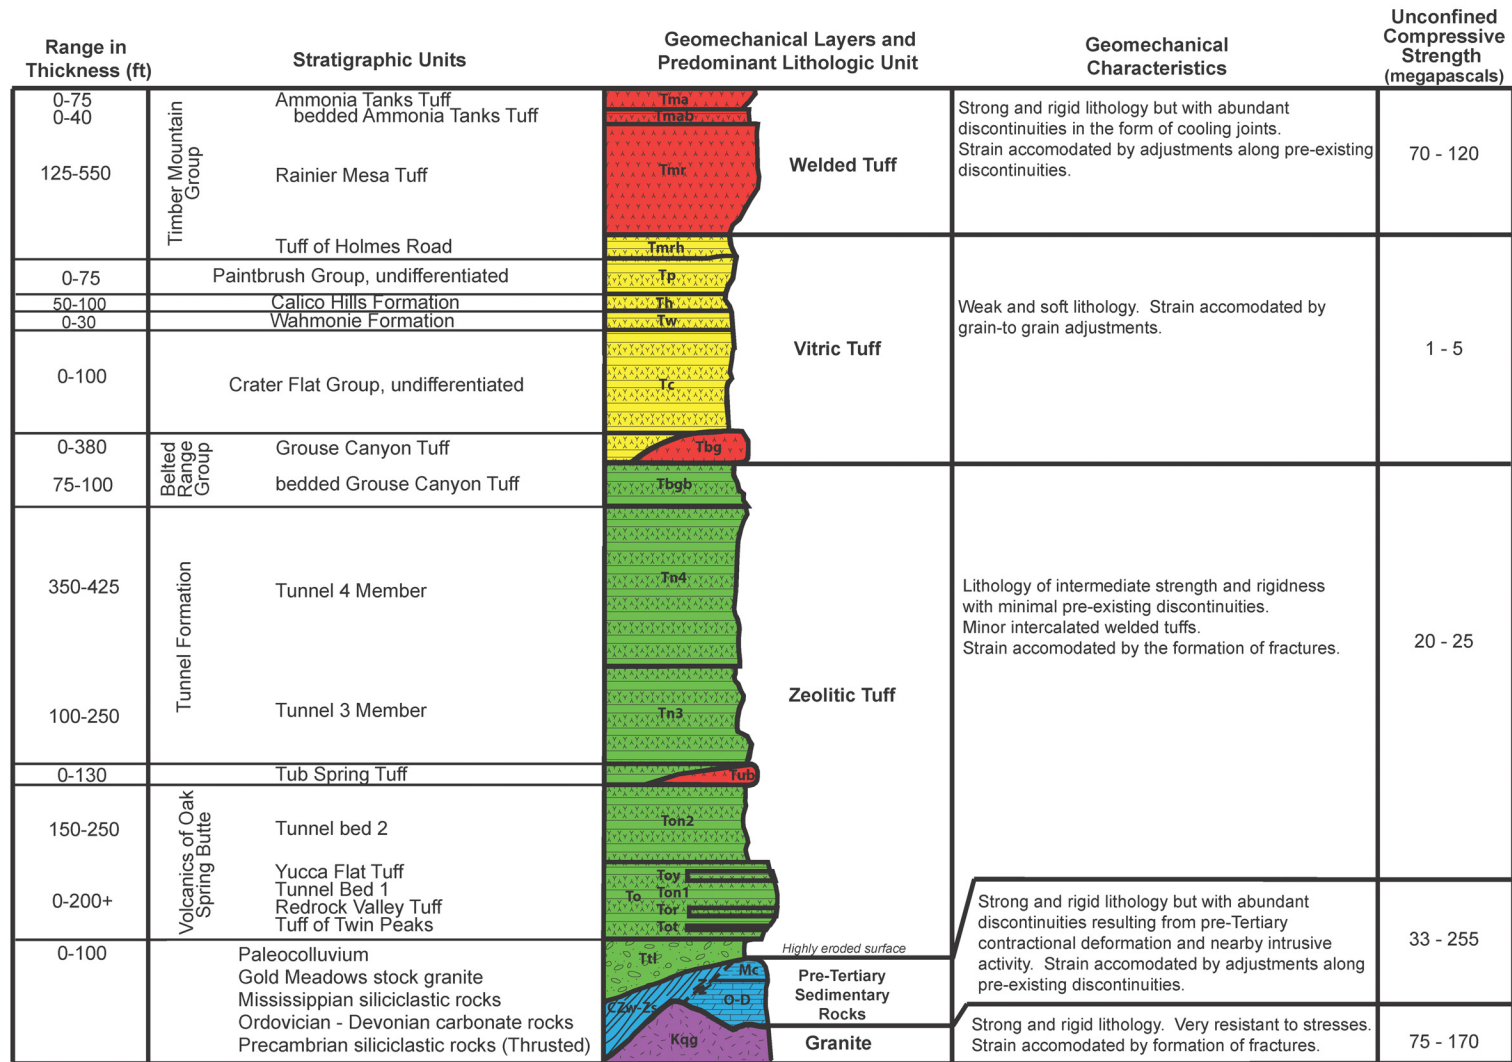 Range in
Thickness (ft)
Stratigraphic Units
Geomechanical Layers and
Predominant Lithologic Unit
Geomechanical
Characteristics
Unconfined
Compressive
Strength
(megapascals)
0-75
0-40
125-550
0-75
50-100
0-30
0-100
0-380
75-100
350-425
100-250
0-130
150-250
0-200+
0-100
Timber Mountain
Group
Belted
Range
Group
Tunnel Formation
Volcanics of Oak
Spring Butte
Ammonia Tanks Tuff
bedded Ammonia Tanks Tuff
Rainier Mesa Tuff
Tuff of Holmes Road
Paintbrush Group, undifferentiated
Calico Hills Formation
Wahmonie Formation
Crater Flat Group, undifferentiated
Grouse Canyon Tuff
bedded Grouse Canyon Tuff
Tunnel 4 Member
Tunnel 3 Member
Tub Spring Tuff
Tunnel bed 2
Yucca Flat Tuff
Tunnel Bed 1
Redrock Valley Tuff
Tuff of Twin Peaks
Paleocolluvium
Gold Meadows stock granite
Mississippian siliciclastic rocks
Ordovician - Devonian carbonate rocks
Precambrian siliciclastic rocks (Thrusted)
Tma
Tmab
Tmr
Tmrh
Tp
Th
Tw
Tc
Tbg
Tbgb
Tn4
Tn3
Tub
Ton2
Toy
Ton1
To
Tor
Tot
Ttl
Mc
O-D
CZw-Zs
Kqg
Welded Tuff
Vitric Tuff
Zeolitic Tuff
Highly eroded surface
Pre-Tertiary
Sedimentary
Rocks
Granite
Strong and rigid lithology but with abundant
discontinuities in the form of cooling joints.
Strain accomodated by adjustments along pre-existing
discontinuities.
Weak and soft lithology. Strain accomodated by
grain-to grain adjustments.
Lithology of intermediate strength and rigidness
with minimal pre-existing discontinuities.
Minor intercalated welded tuffs.
Strain accomodated by the formation of fractures.
Strong and rigid lithology but with abundant
discontinuities resulting from pre-Tertiary
contractional deformation and nearby intrusive
activity. Strain accomodated by adjustments along
pre-existing discontinuities.
Strong and rigid lithology. Very resistant to stresses.
Strain accomodated by formation of fractures.
70 - 120
1 - 5
20 - 25
33 - 255
75 - 170